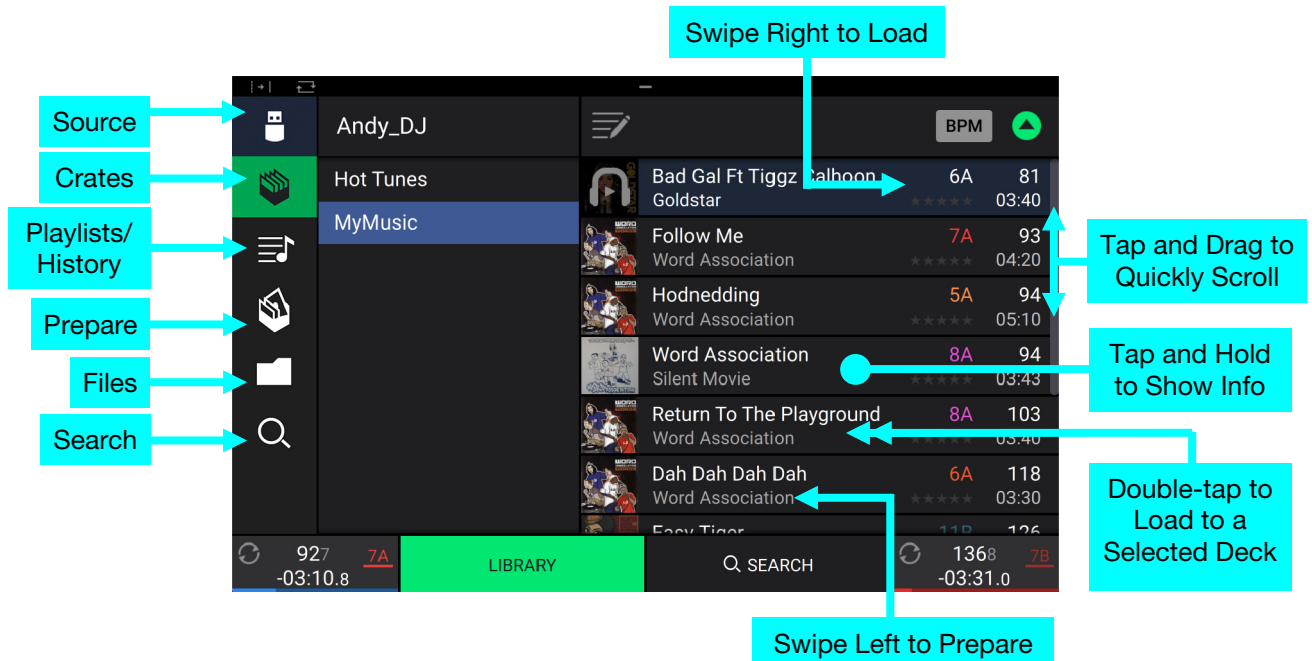 Swipe Right to Load
Source
Crates
Playlists/
History
Prepare
Files
Search
Andy_DJ
BPM
Hot Tunes
MyMusic
Bad Gal Ft Tiggz Calhoon 6A 81
Goldstar 03:40
Follow Me 7A 93
Word Association 04:20
Hodnedding 5A 94
Word Association 05:10
Word Association 8A 94
Silent Movie 03:43
Return To The Playground 8A 103
Word Association 03:40
Dah Dah Dah Dah 6A 118
Word Association 03:30
Easy Tiger 11B 126
Tap and Drag to
Quickly Scroll
Tap and Hold
to Show Info
Double-tap to
Load to a
Selected Deck
927 7A
-03:10.8
LIBRARY
SEARCH
1368 7B
-03:31.0
Swipe Left to Prepare